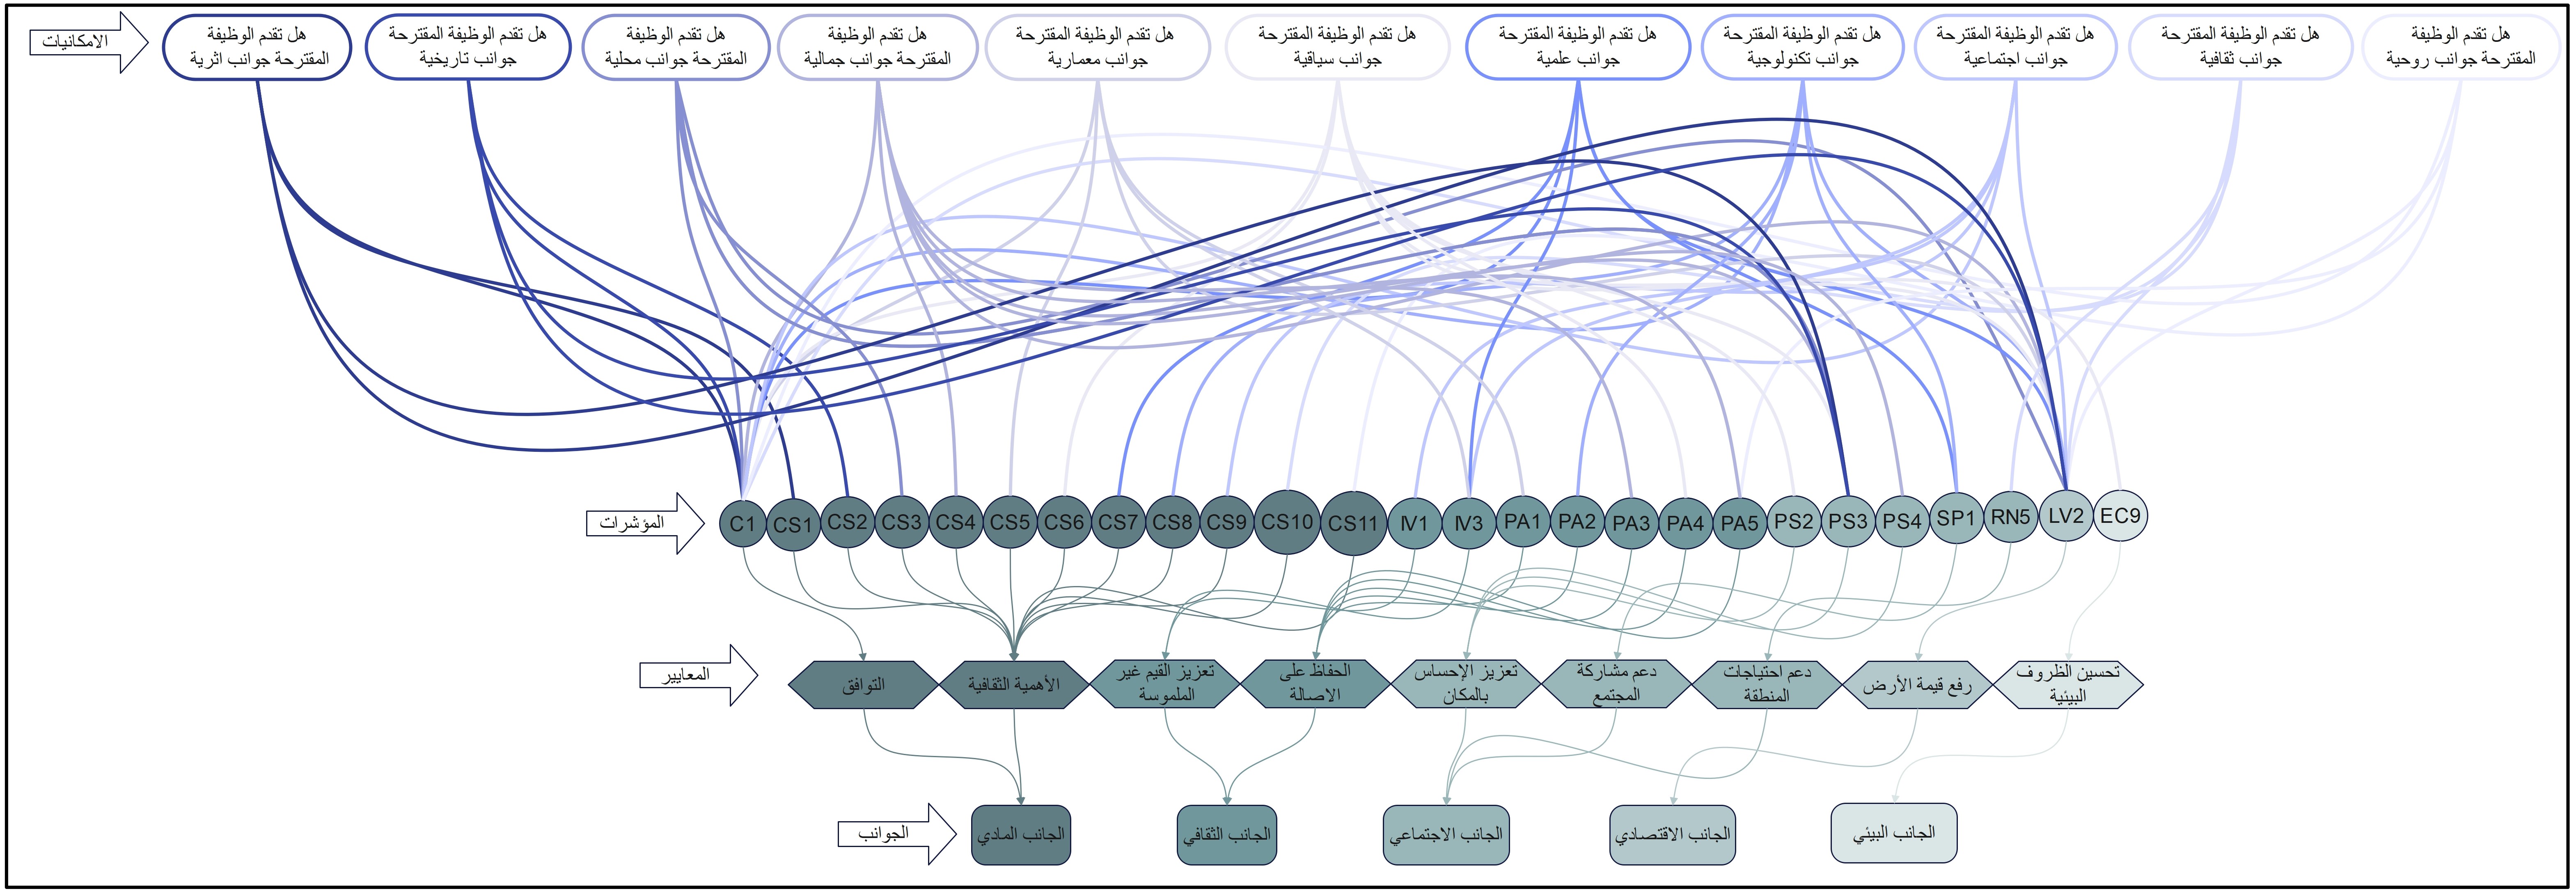 الامكانيات
هل تقدم الوظيفة
المقترحة جوانب اثرية
هل تقدم الوظيفة المقترحة
جوانب تاريخية
هل تقدم الوظيفة
المقترحة جوانب محلية
هل تقدم الوظيفة
المقترحة جوانب جمالية
هل تقدم الوظيفة المقترحة
جوانب معمارية
هل تقدم الوظيفة المقترحة
جوانب سياقية
هل تقدم الوظيفة المقترحة
جوانب علمية
هل تقدم الوظيفة المقترحة
جوانب تكنولوجية
هل تقدم الوظيفة المقترحة
جوانب اجتماعية
هل تقدم الوظيفة المقترحة
جوانب ثقافية
هل تقدم الوظيفة
المقترحة جوانب روحية
المؤشرات
C1
CS1
CS2
CS3
CS4
CS5
CS6
CS7
CS8
CS9
CS10
CS11
IV1
IV3
PA1
PA2
PA3
PA4
PA5
PS2
PS3
PS4
SP1
RN5
LV2
EC9
المعايير
التوافق
الأهمية الثقافية
تعزيز القيم غير
الملموسة
الحفاظ على
الاصالة
تعزيز الإحساس
بالمكان
دعم مشاركة
المجتمع
دعم احتياجات
المنطقة
رفع قيمة الأرض
تحسين الظروف
البيئية
الجوانب
الجانب المادي
الجانب الثقافي
الجانب الاجتماعي
الجانب الاقتصادي
الجانب البيئي